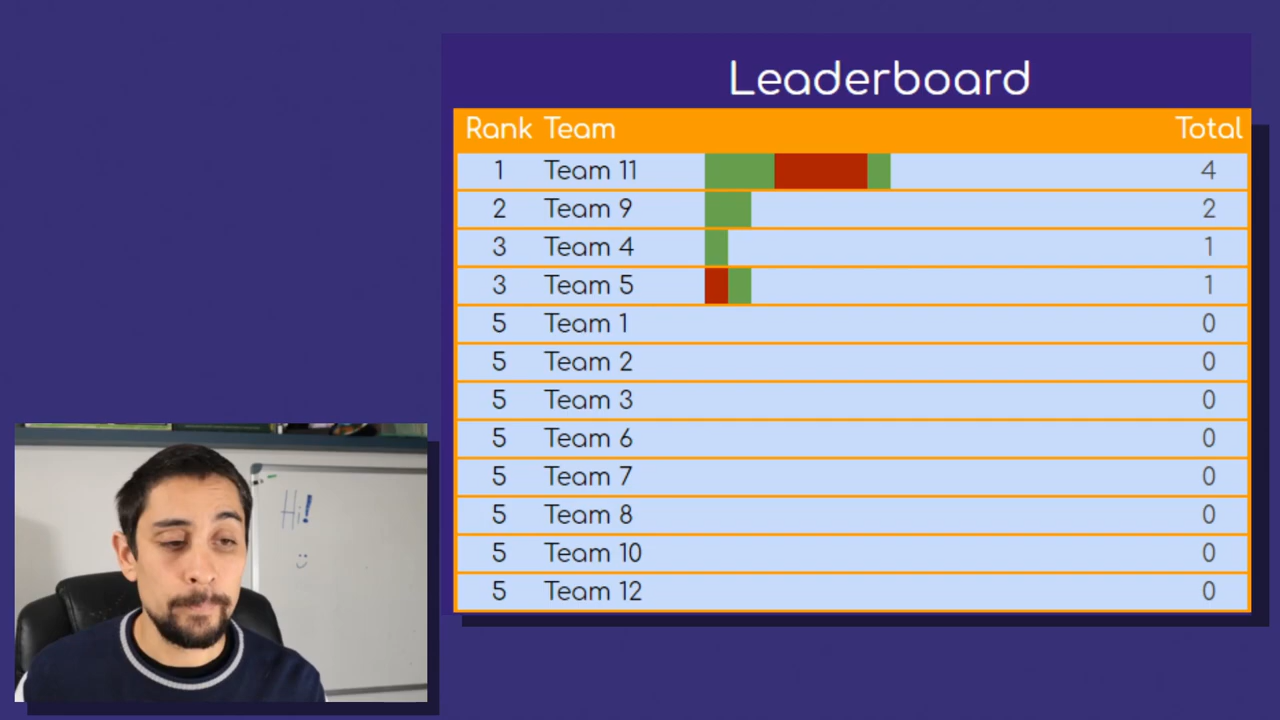 Leaderboard
Rank Team Total
1 Team 11 4
2 Team 9 2
3 Team 4 1
3 Team 5 1
5 Team 1 0
5 Team 2 0
5 Team 3 0
5 Team 6 0
5 Team 7 0
5 Team 8 0
5 Team 10 0
5 Team 12 0
Hi!
:)